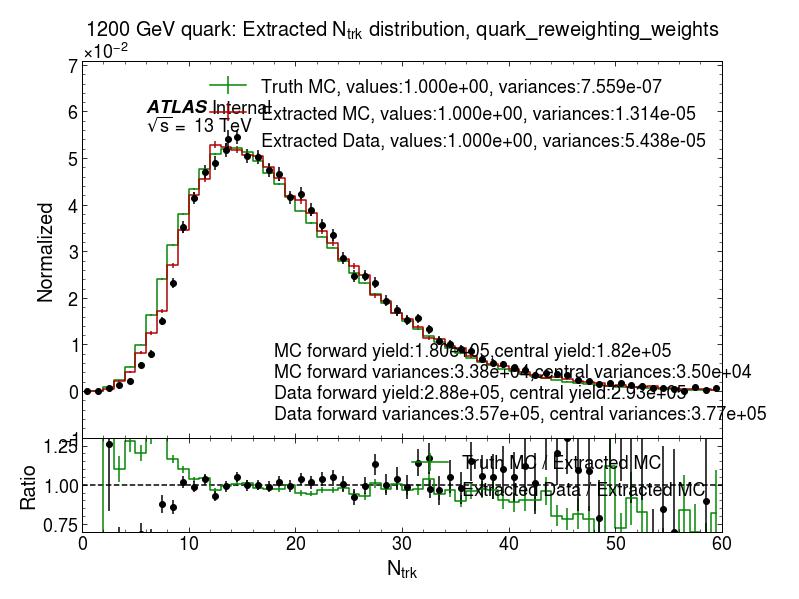 1200 GeV quark: Extracted Ntrk distribution, quark_reweighting_weights
×10−2
7
Truth MC, values:1.000e+00, variances:7.559e-07
ATLAS Internal
Extracted MC, values:1.000e+00, variances:1.314e-05
√s = 13 TeV
Extracted Data, values:1.000e+00, variances:5.438e-05
6
5
4
3
2
1
0
Normalized
MC forward yield:1.80e+05,central yield:1.82e+05
MC forward variances:3.38e+04,central variances:3.50e+04
Data forward yield:2.88e+05, central yield:2.93e+05
Data forward variances:3.57e+05, central variances:3.77e+05
1.25
1.00
0.75
Ratio
Truth MC / Extracted MC
Extracted Data / Extracted MC
0 10 20 30 40 50 60
Ntrk